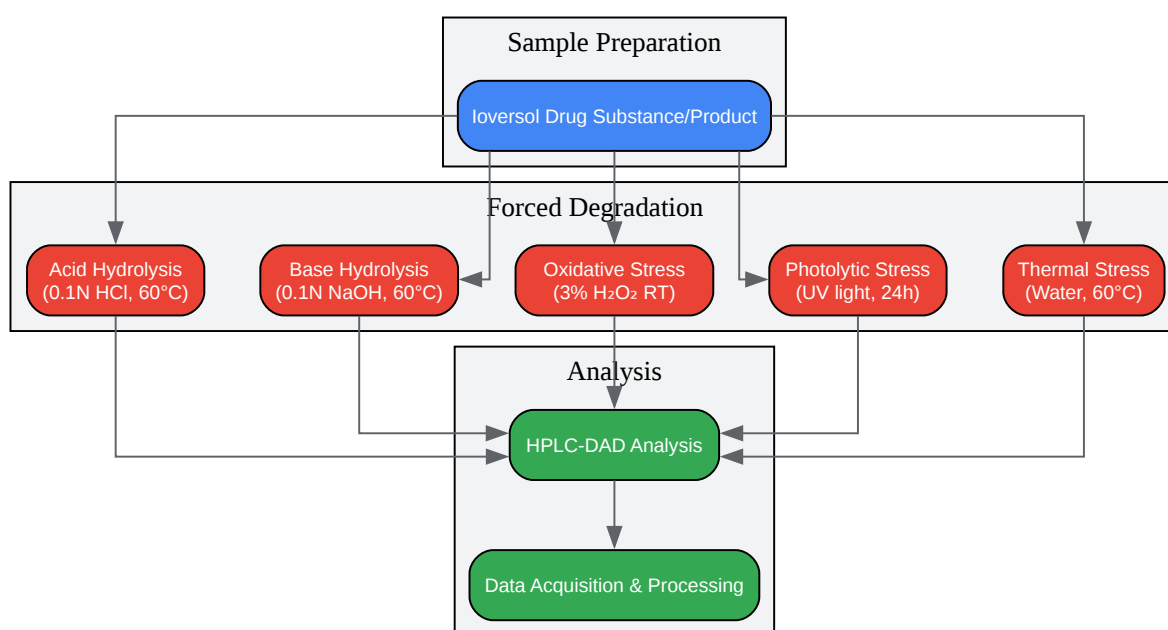 Sample Preparation
Ioversol Drug Substance/Product
Forced Degradation
Acid Hydrolysis
(0.1N HCl, 60°C)
Base Hydrolysis
(0.1N NaOH, 60°C)
Oxidative Stress
(3% H₂O₂ RT)
Photolytic Stress
(UV light, 24h)
Thermal Stress
(Water, 60°C)
Analysis
HPLC-DAD Analysis
Data Acquisition & Processing